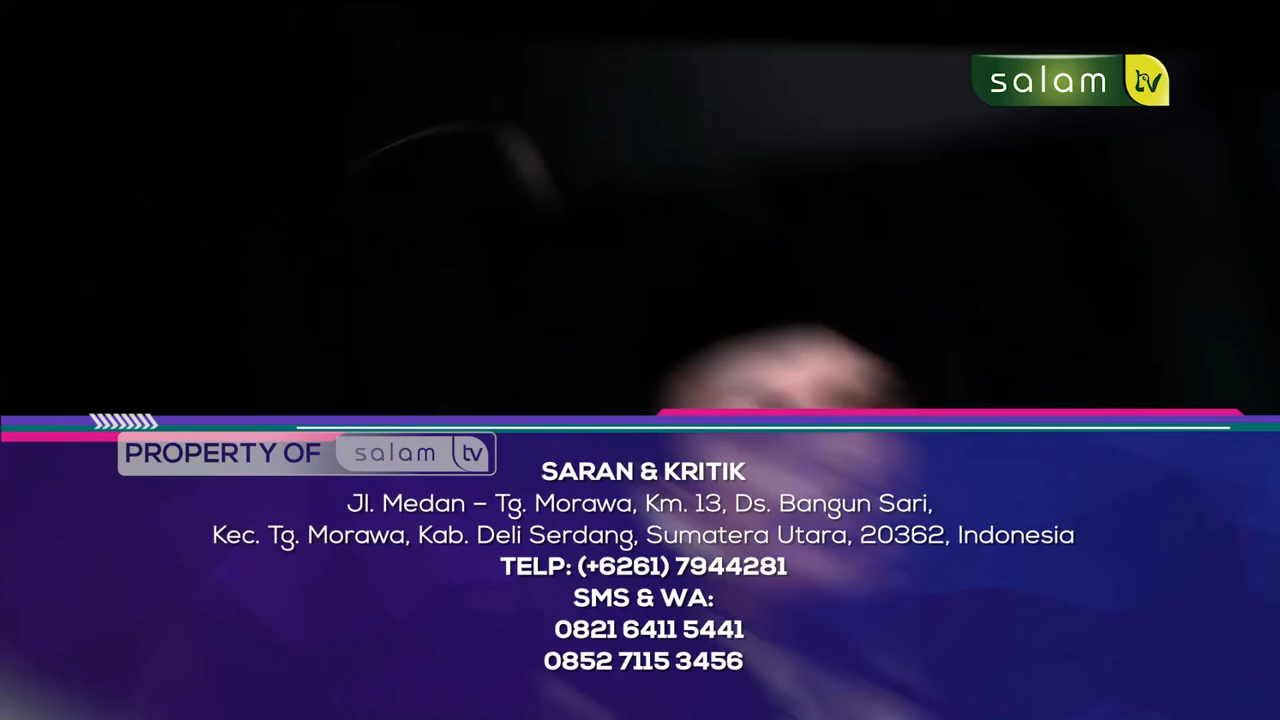 salam tv
PROPERTY OF salam tv
SARAN & KRITIK
Jl. Medan – Tg. Morawa, Km. 13, Ds. Bangun Sari,
Kec. Tg. Morawa, Kab. Deli Serdang, Sumatera Utara, 20362, Indonesia
TELP: (+6261) 7944281
SMS & WA:
0821 6411 5441
0852 7115 3456